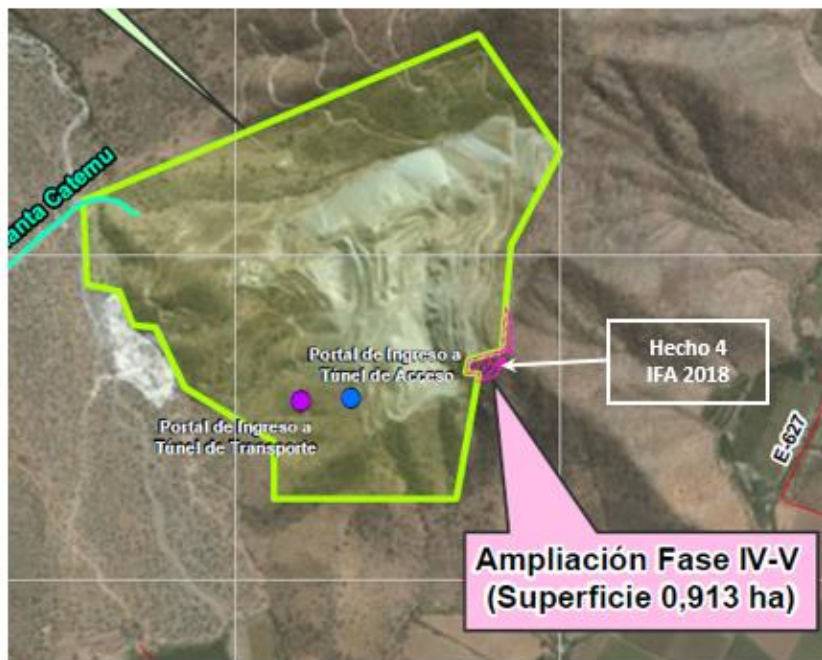 anta Catemu
Portal de Ingreso a
Túnel de Acceso
Hecho 4
IFA 2018
Portal de Ingreso a
Túnel de Transporte
E-627
Ampliación Fase IV-V
(Superficie 0,913 ha)